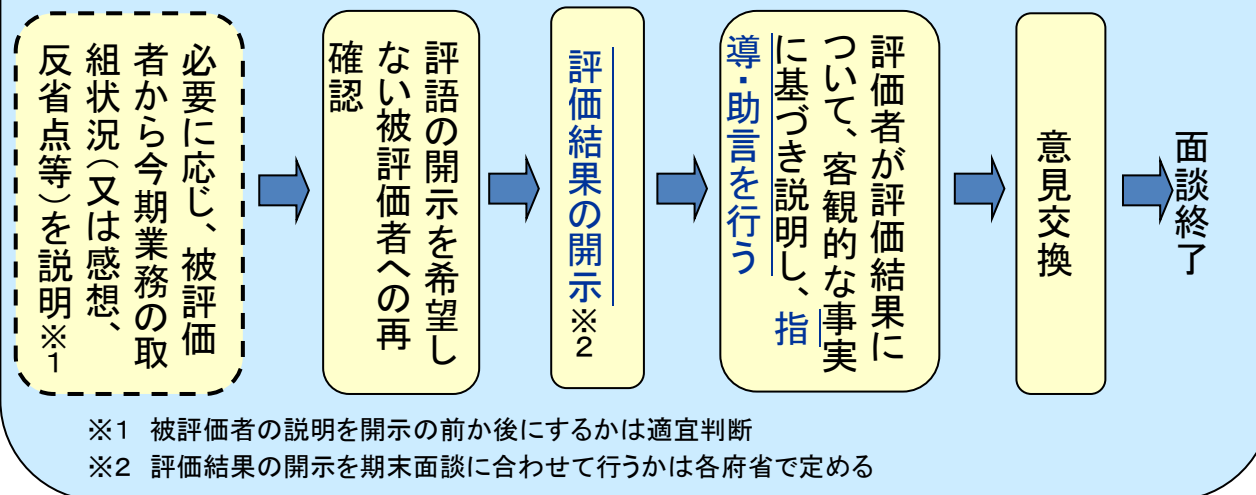 必要に応じ、被評価
者から今期業務の取
組状況（又は感想、
反省点等）を説明※1
評語の開示を希望し
ない被評価者への再
確認
評価結果の開示※2
評価者が評価結果に
ついて、客観的な事実
に基づき説明し、指
導・助言を行う
意見交換
面談終了
※1 被評価者の説明を開示の前か後にするかは適宜判断
※2 評価結果の開示を期末面談に合わせて行うかは各府省で定める